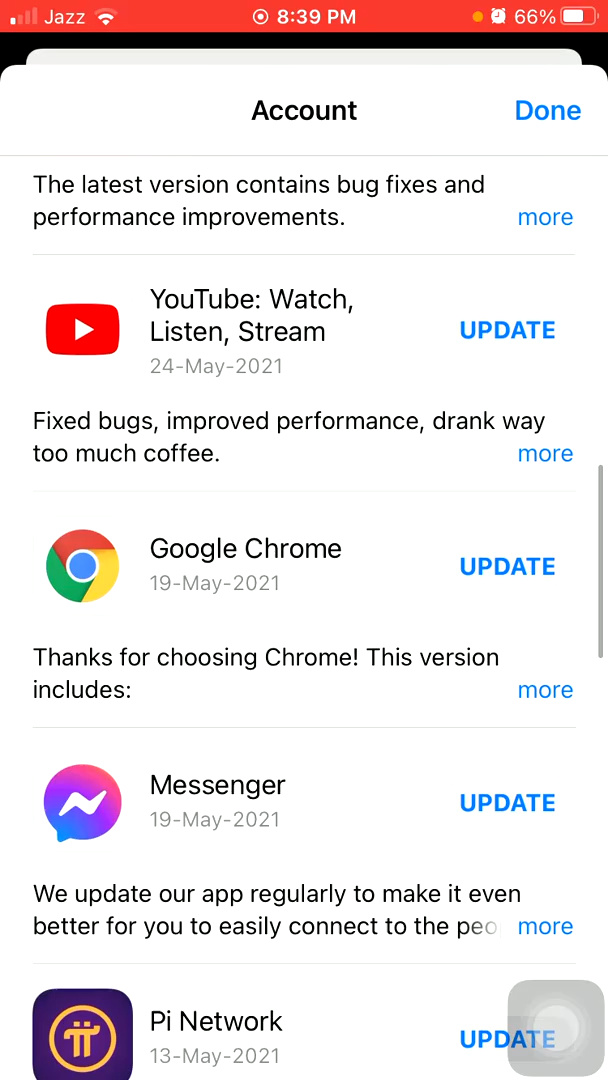 Jazz 8:39 PM 66%
Account Done
The latest version contains bug fixes and
performance improvements. more
YouTube: Watch,
Listen, Stream
UPDATE
24-May-2021
Fixed bugs, improved performance, drank way
too much coffee. more
Google Chrome
UPDATE
19-May-2021
Thanks for choosing Chrome! This version
includes: more
Messenger
UPDATE
19-May-2021
We update our app regularly to make it even
better for you to easily connect to the peo more
Pi Network
UPDATE
13-May-2021